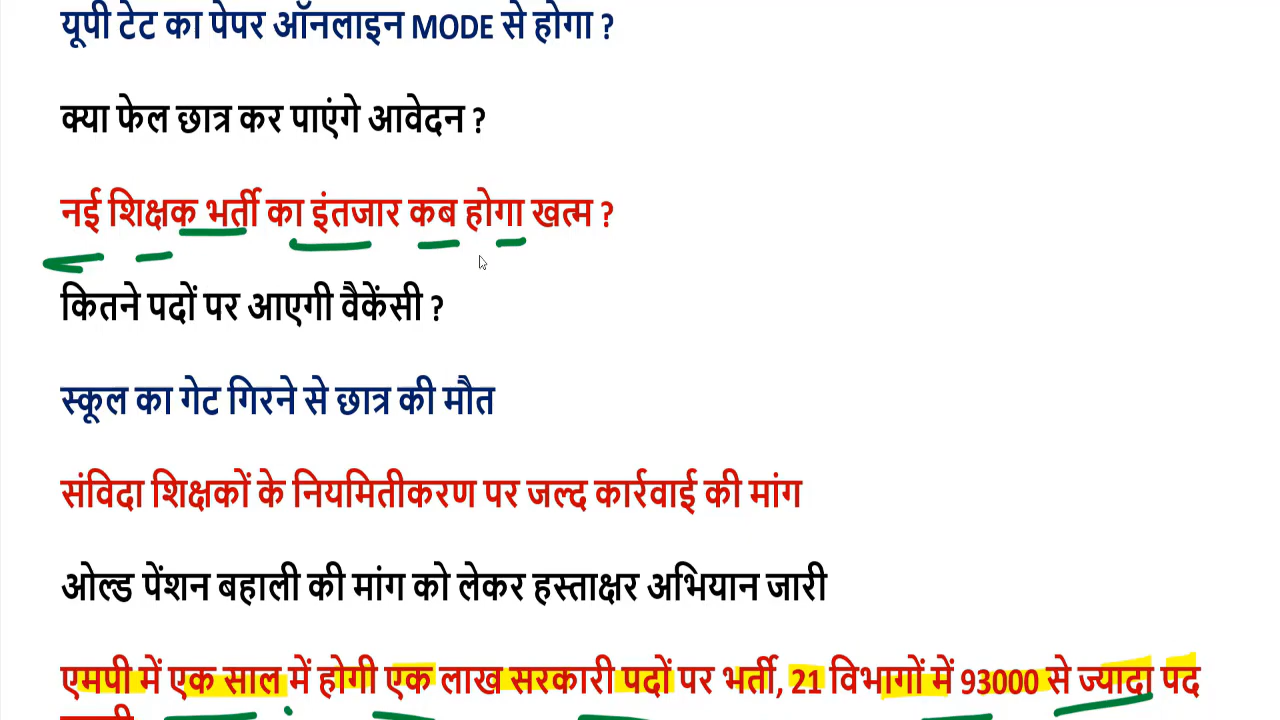 यूपी टेट का पेपर ऑनलाइन MODE से होगा ?
क्या फेल छात्र कर पाएंगे आवेदन ?
नई शिक्षक भर्ती का इंतजार कब होगा खत्म ?
कितने पदों पर आएगी वैकेंसी ?
स्कूल का गेट गिरने से छात्र की मौत
संविदा शिक्षकों के नियमितीकरण पर जल्द कार्रवाई की मांग
ओल्ड पेंशन बहाली की मांग को लेकर हस्ताक्षर अभियान जारी
एमपी में एक साल में होगी एक लाख सरकारी पदों पर भर्ती, 21 विभागों में 93000 से ज्यादा पद